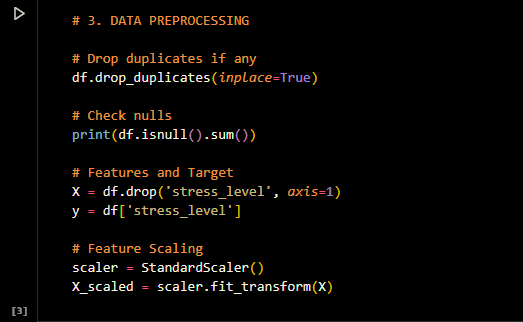 # 3. DATA PREPROCESSING
# Drop duplicates if any
df.drop_duplicates(inplace=True)
# Check nulls
print(df.isnull().sum())
# Features and Target
X = df.drop('stress_level', axis=1)
y = df['stress_level']
# Feature Scaling
scaler = StandardScaler()
X_scaled = scaler.fit_transform(X)
[3]